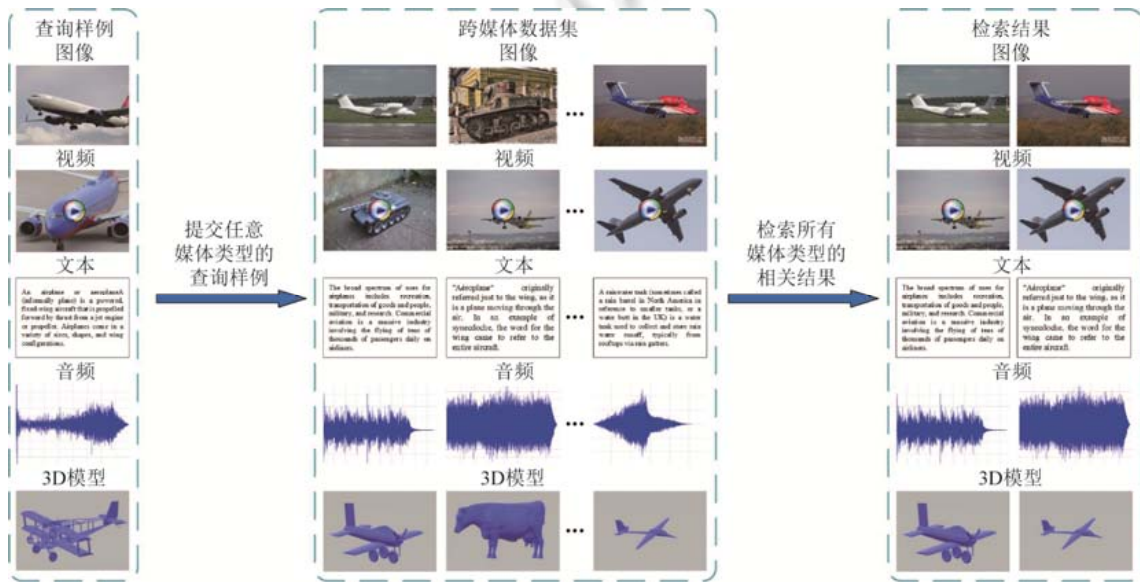 查询样例
图像
视频
文本
An airplane or aeroplane
(informally plane) is a powered,
fixed-wing aircraft that is propelled
forward by thrust from a jet engine
or propeller. Airplanes come in a
variety of sizes, shapes, and wing
configurations.
音频
3D模型
提交任意
媒体类型的
查询样例
跨媒体数据集
图像
...
视频
...
文本
The broad spectrum of uses for
airplanes includes recreation,
transportation of goods and people,
military, and research. Commercial
aviation is a massive industry
involving the flying of tens of
thousands of passengers daily on
airliners.
"Aéroplane" originally
referred just to the wing, as it
is a plane moving through the
air. In an example of
synecdoche, the word for the
wing came to refer to the
entire aircraft.
...
A rainwater tank (sometimes called
a rain barrel in North America in
reference to smaller tanks, or a
water butt in the UK) is a water
tank used to collect and store rain
water runoff, typically from
rooftops via rain gutters.
音频
...
3D模型
...
检索所有
媒体类型的
相关结果
检索结果
图像
视频
文本
The broad spectrum of uses for
airplanes includes recreation,
transportation of goods and people,
military, and research. Commercial
aviation is a massive industry
involving the flying of tens of
thousands of passengers daily on
airliners.
"Aéroplane" originally
referred just to the wing, as it
is a plane moving through the
air. In an example of
synecdoche, the word for the
wing came to refer to the
entire aircraft.
音频
3D模型